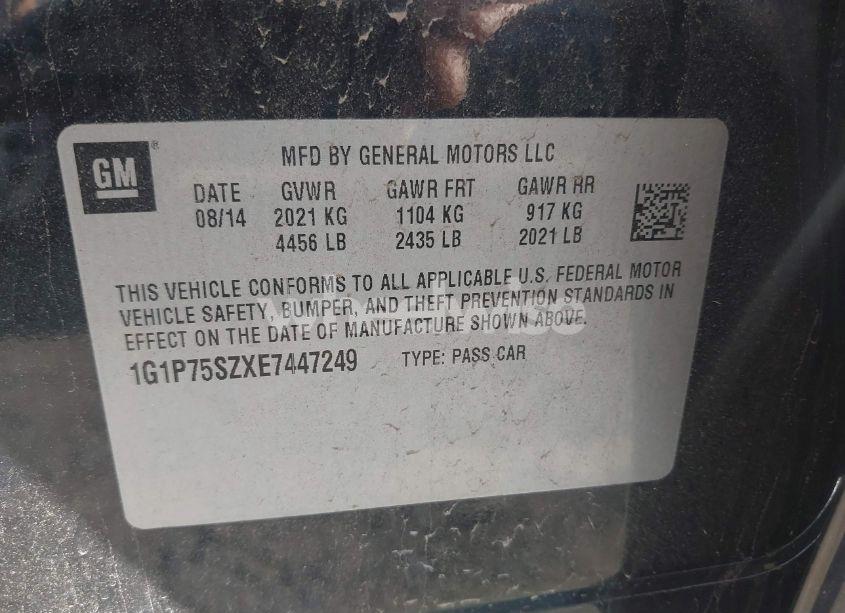 GM
MFD BY GENERAL MOTORS LLC
DATE GVWR GAWR FRT GAWR RR
08/14 2021 KG 1104 KG 917 KG
4456 LB 2435 LB 2021 LB
THIS VEHICLE CONFORMS TO ALL APPLICABLE U.S. FEDERAL MOTOR
VEHICLE SAFETY, BUMPER, AND THEFT PREVENTION STANDARDS IN
EFFECT ON THE DATE OF MANUFACTURE SHOWN ABOVE.
1G1P75SZXE7447249 TYPE: PASS CAR